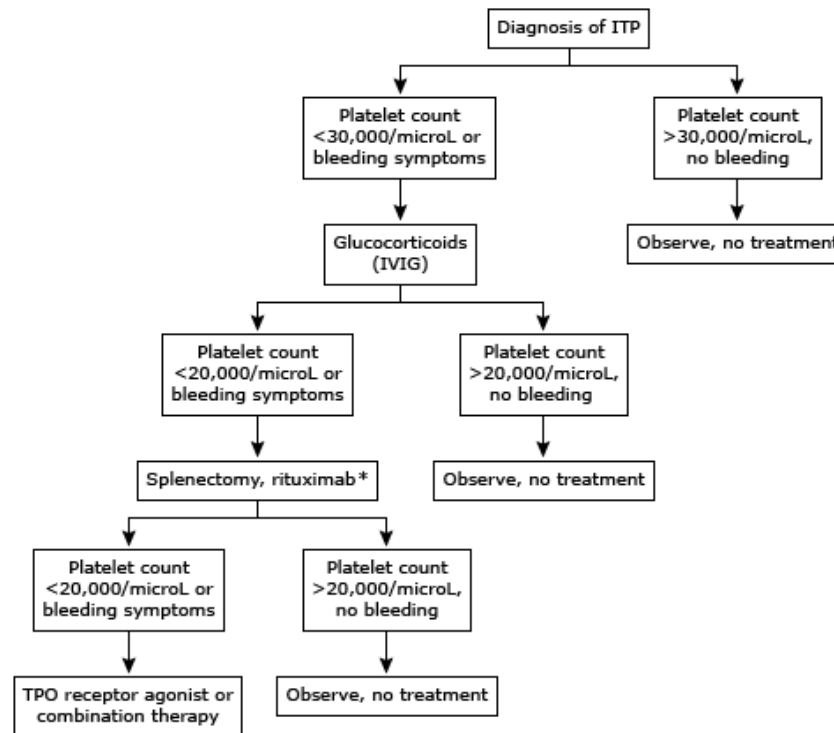 Diagnosis of ITP
Platelet count
<30,000/microL or
bleeding symptoms
Platelet count
>30,000/microL,
no bleeding
Glucocorticoids
(IVIG)
Observe, no treatment
Platelet count
<20,000/microL or
bleeding symptoms
Platelet count
>20,000/microL,
no bleeding
Splenectomy, rituximab*
Observe, no treatment
Platelet count
<20,000/microL or
bleeding symptoms
Platelet count
>20,000/microL,
no bleeding
TPO receptor agonist or
combination therapy
Observe, no treatment